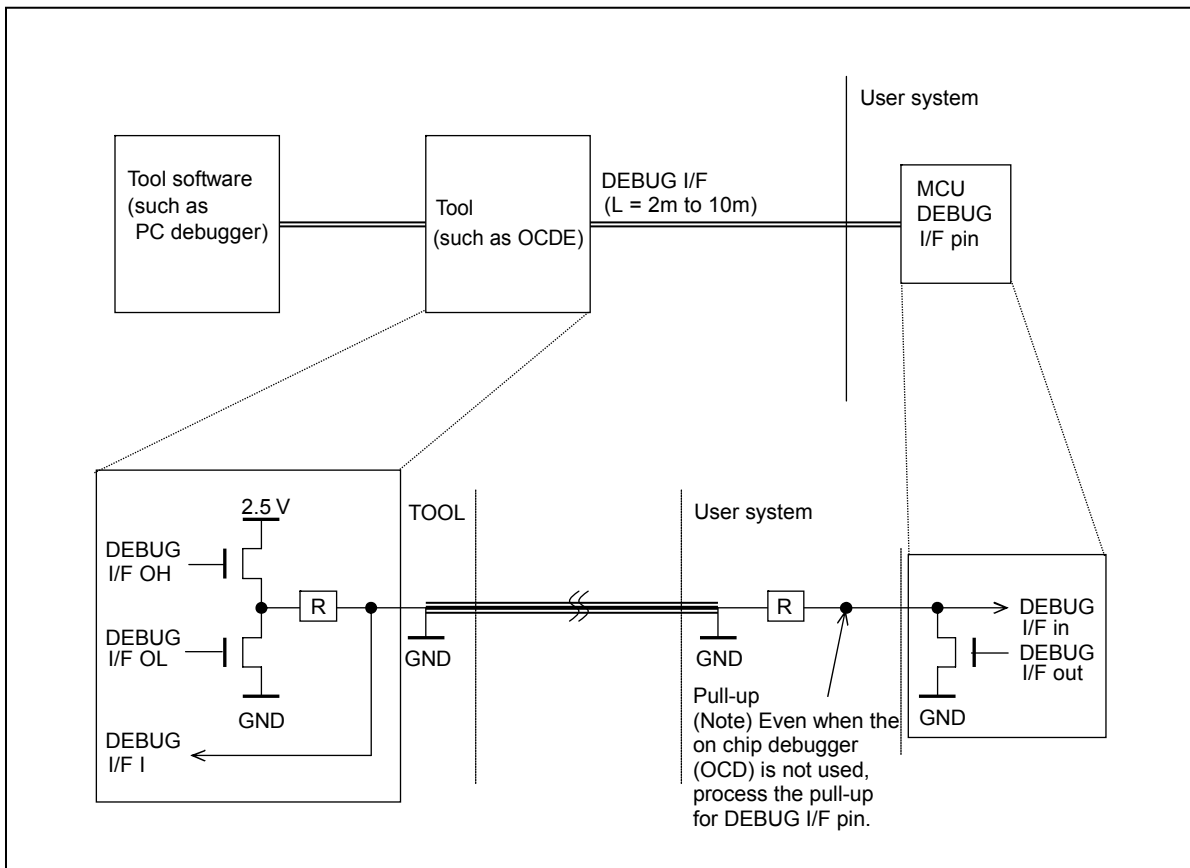 User system
Tool software
(such as
PC debugger)
Tool
(such as OCDE)
DEBUG I/F
(L = 2m to 10m)
MCU
DEBUG
I/F pin
2.5 V
TOOL
User system
DEBUG
I/F OH
R
R
DEBUG
I/F in
DEBUG
I/F OL
GND
GND
DEBUG
I/F out
GND
GND
DEBUG
I/F I
Pull-up
(Note) Even when the
on chip debugger
(OCD) is not used,
process the pull-up
for DEBUG I/F pin.